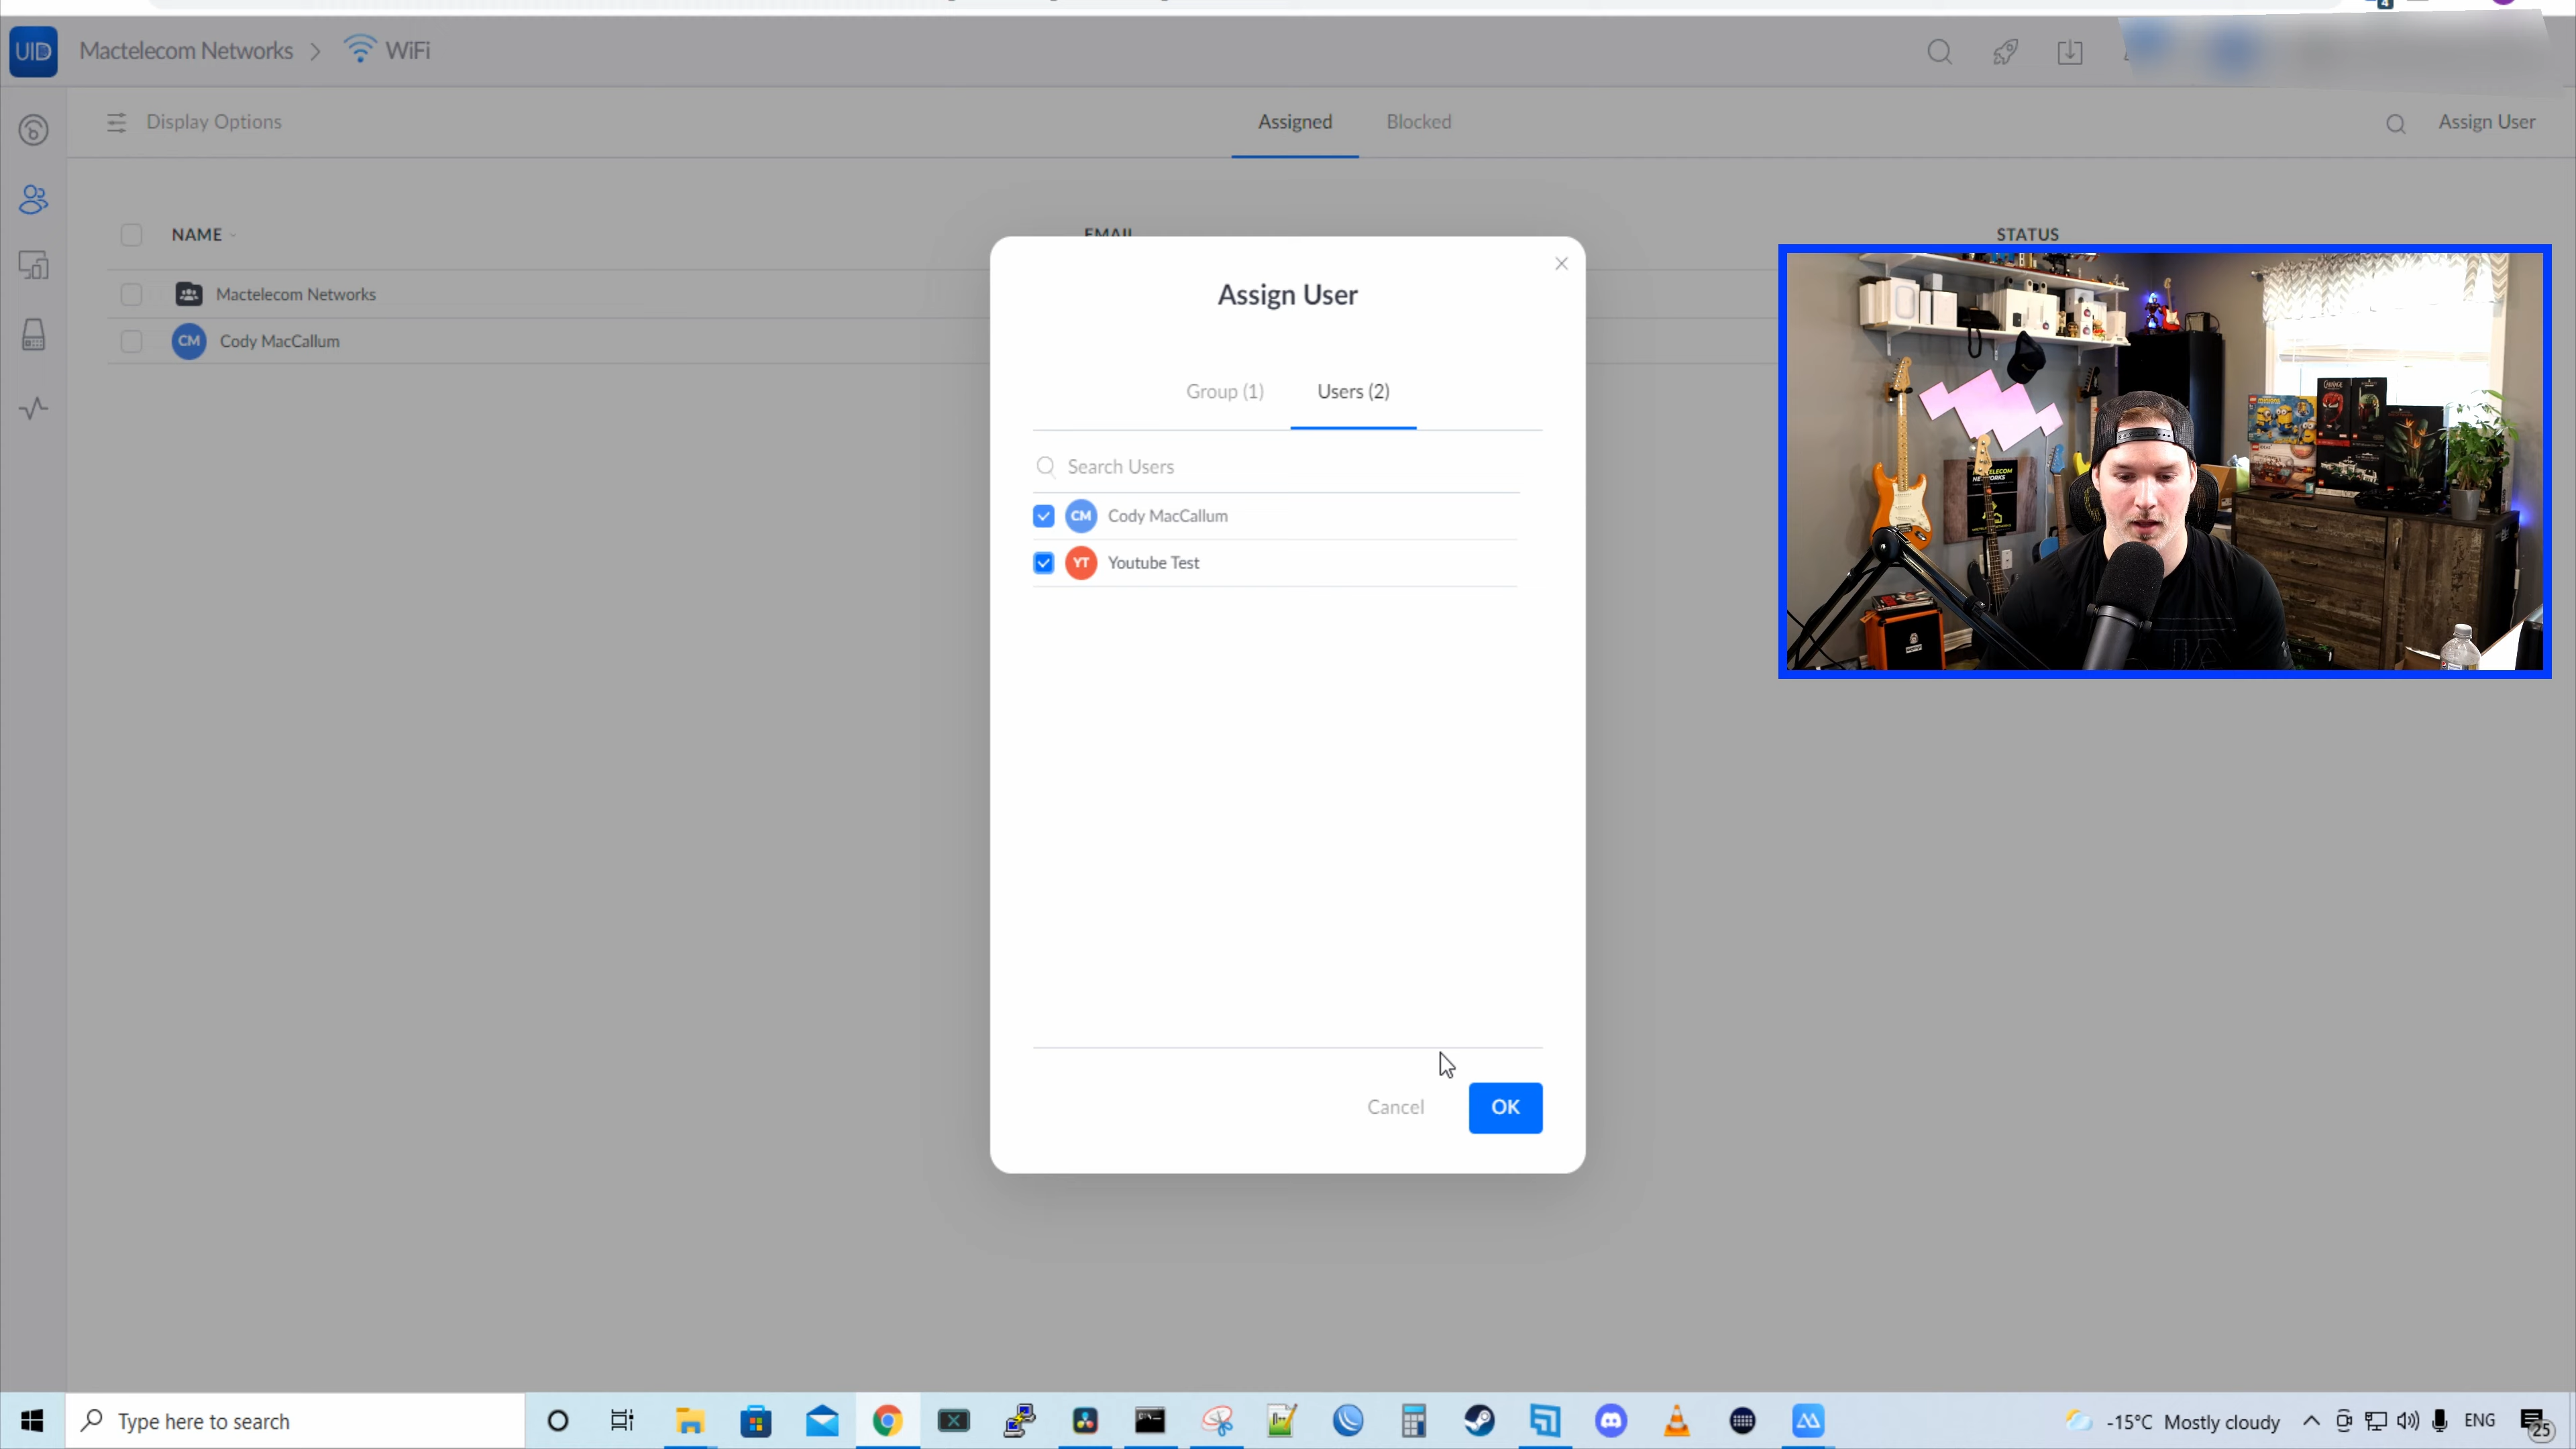 UID Mactelecom Networks > WiFi
Display Options
Assigned
Blocked
Assign User
NAME
EMAIL
STATUS
Mactelecom Networks
CM Cody MacCallum
Assign User
Group (1)
Users (2)
Search Users
CM Cody MacCallum
YT Youtube Test
Cancel
OK
Type here to search
-15°C Mostly cloudy
ENG
25